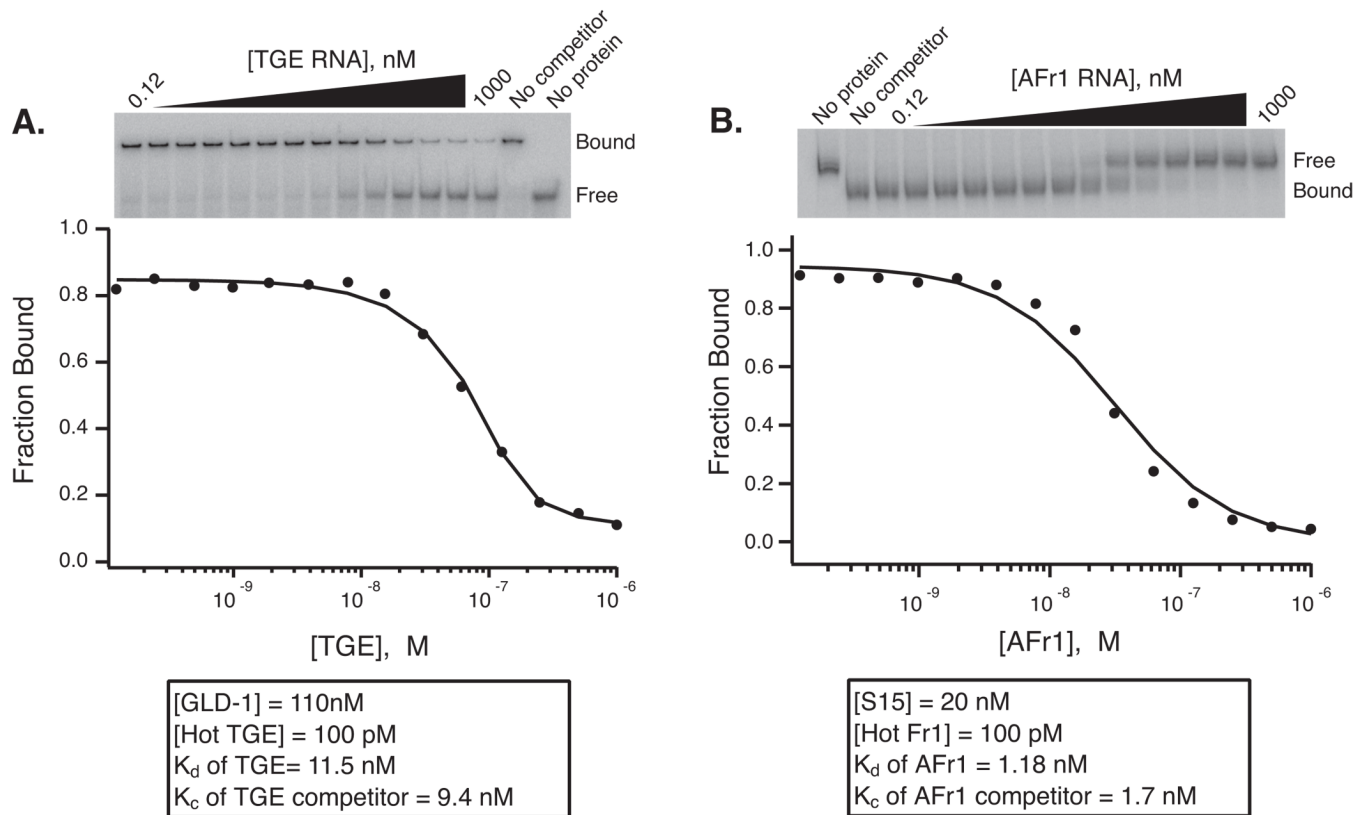 A.
[TGE RNA], nM
0.12
1000
No competitor
No protein
Bound
Free
1.0
0.8
0.6
0.4
0.2
0.0
Fraction Bound
10-9
10-8
10-7
10-6
[TGE], M
[GLD-1] = 110nM
[Hot TGE] = 100 pM
Kd of TGE= 11.5 nM
Kc of TGE competitor = 9.4 nM
B.
No protein
No competitor
0.12
[AFr1 RNA], nM
1000
Free
Bound
1.0
0.8
0.6
0.4
0.2
0.0
Fraction Bound
10-9
10-8
10-7
10-6
[AFr1], M
[S15] = 20 nM
[Hot Fr1] = 100 pM
Kd of AFr1 = 1.18 nM
Kc of AFr1 competitor = 1.7 nM